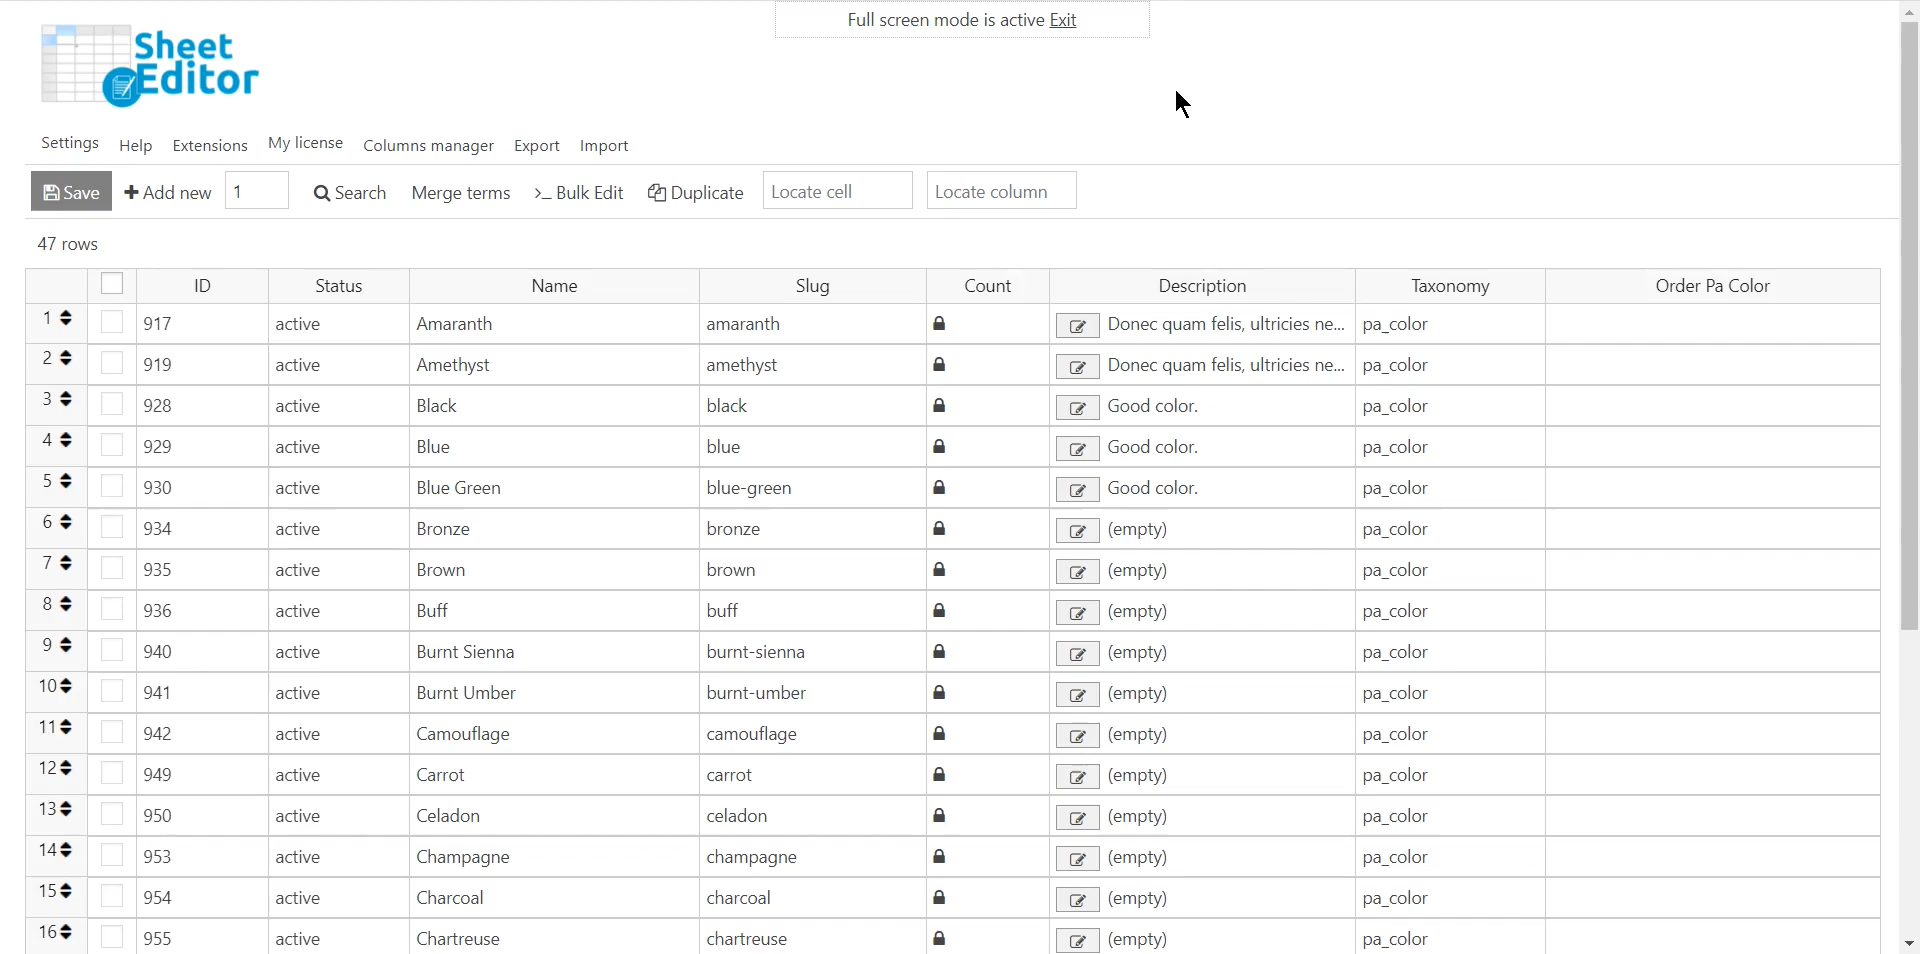 Full screen mode is active Exit
Sheet
Editor
Settings Help Extensions My license Columns manager Export Import
Save Add new 1 Search Merge terms >_ Bulk Edit Duplicate Locate cell Locate column
47 rows
ID Status Name Slug Count Description Taxonomy Order Pa Color
1 917 active Amaranth amaranth Donec quam felis, ultricies ne... pa_color
2 919 active Amethyst amethyst Donec quam felis, ultricies ne... pa_color
3 928 active Black black Good color. pa_color
4 929 active Blue blue Good color. pa_color
5 930 active Blue Green blue-green Good color. pa_color
6 934 active Bronze bronze (empty) pa_color
7 935 active Brown brown (empty) pa_color
8 936 active Buff buff (empty) pa_color
9 940 active Burnt Sienna burnt-sienna (empty) pa_color
10 941 active Burnt Umber burnt-umber (empty) pa_color
11 942 active Camouflage camouflage (empty) pa_color
12 949 active Carrot carrot (empty) pa_color
13 950 active Celadon celadon (empty) pa_color
14 953 active Champagne champagne (empty) pa_color
15 954 active Charcoal charcoal (empty) pa_color
16 955 active Chartreuse chartreuse (empty) pa_color